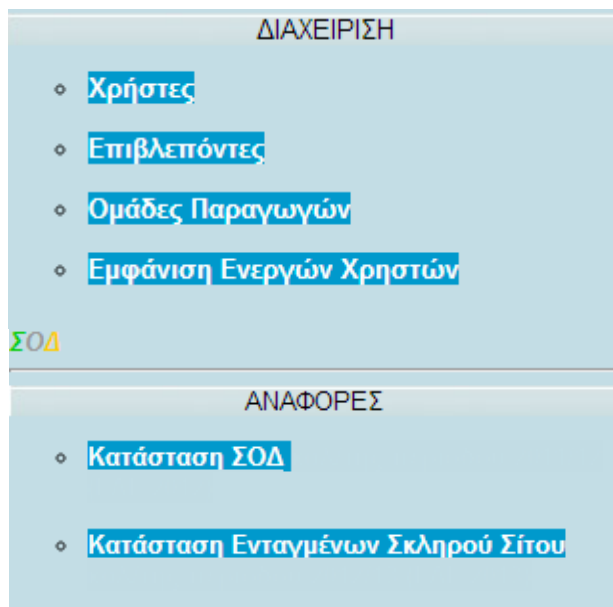 ΔΙΑΧΕΙΡΙΣΗ
Χρήστες
Επιβλεπόντες
Ομάδες Παραγωγών
Εμφάνιση Ενεργών Χρηστών
ΣΟΔ
ΑΝΑΦΟΡΕΣ
Κατάσταση ΣΟΔ
Κατάσταση Ενταγμένων Σκληρού Σίτου